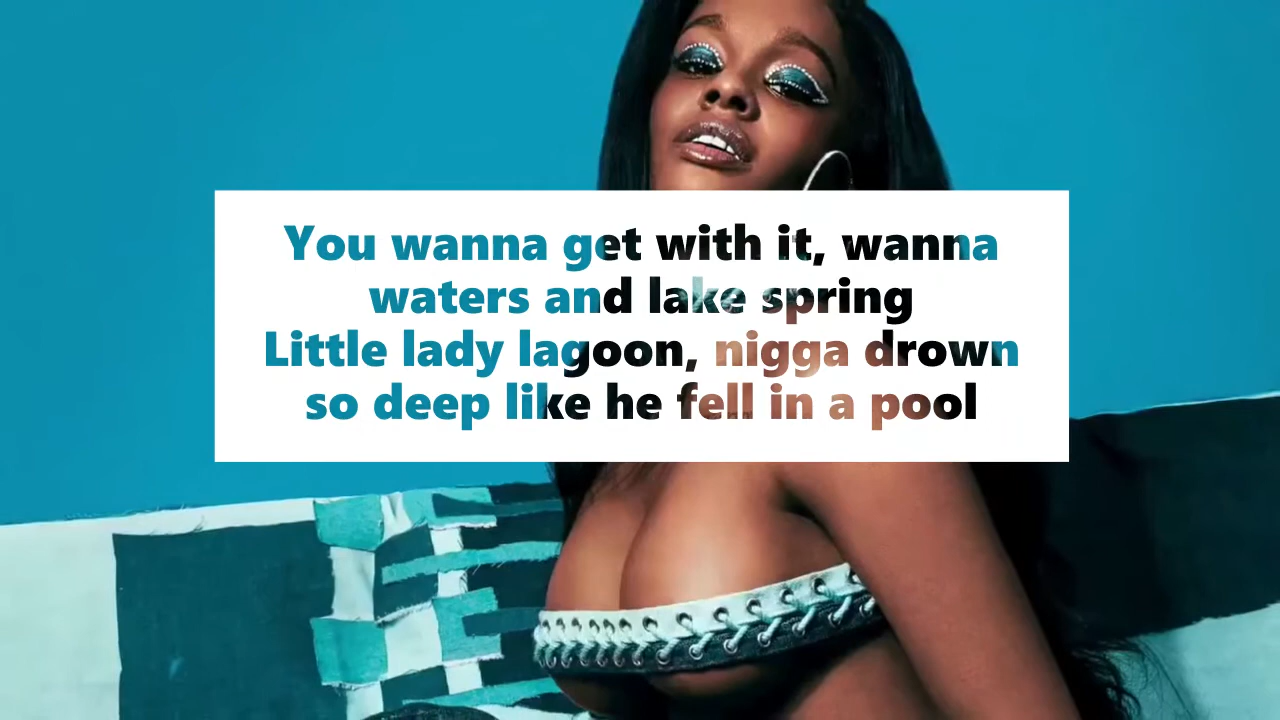 You wanna get with it, wanna
waters and lake spring
Little lady lagoon, nigga drown
so deep like he fell in a pool